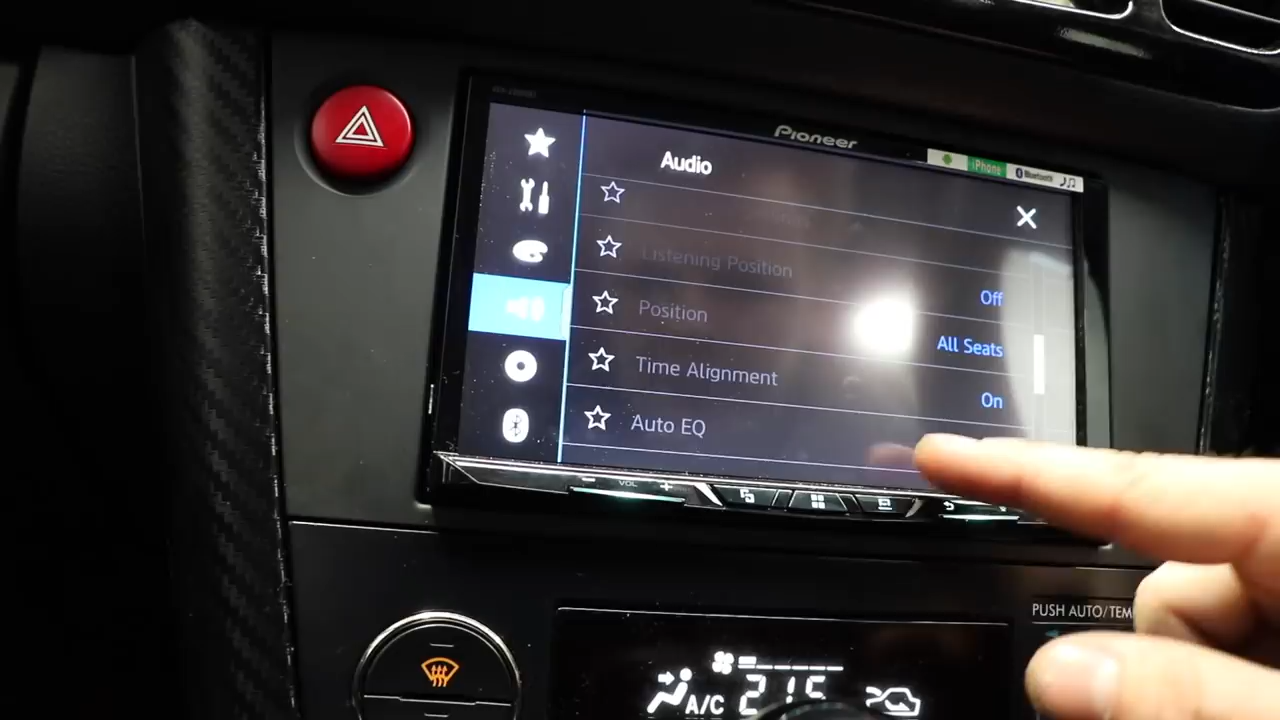 Pioneer
iPhone
Bluetooth
Audio
Listening Position
Off
Position
All Seats
Time Alignment
On
Auto EQ
VOL
PUSH AUTO/TEM
A/C
21.5